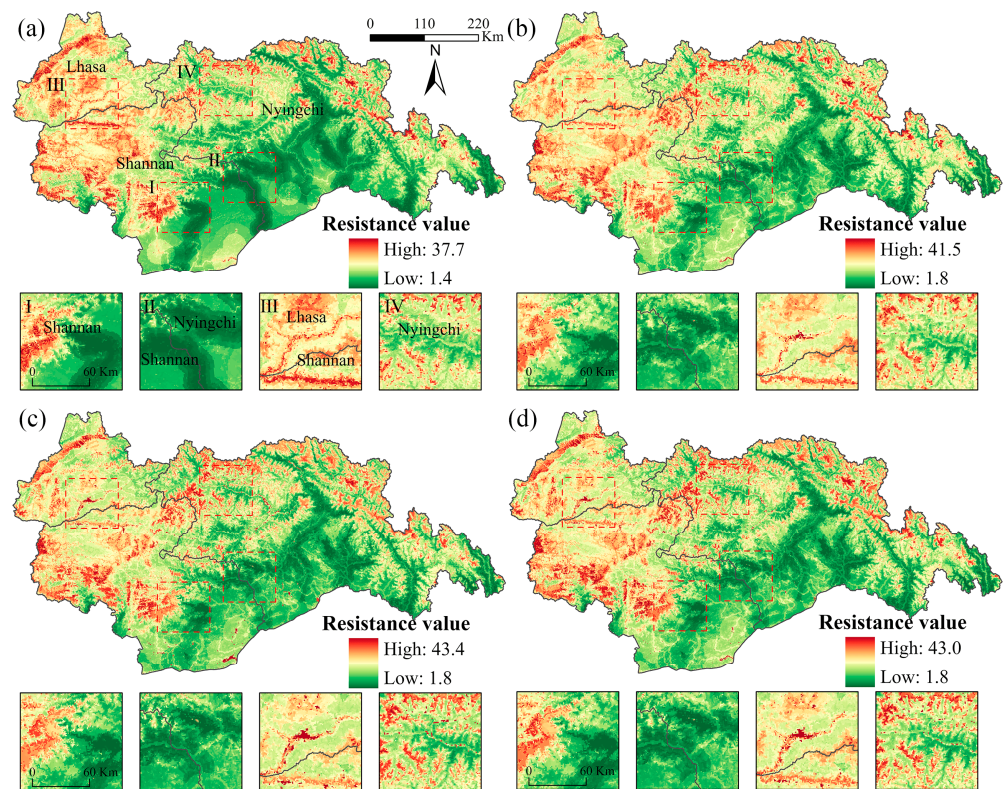 (a)
0 110 220
Km
N
Lhasa
III
IV
Nyingchi
Shannan
II
I
Resistance value
High: 37.7
Low: 1.4
I
Shannan
0 60 Km
II
Nyingchi
Shannan
III
Lhasa
Shannan
IV
Nyingchi
(b)
Resistance value
High: 41.5
Low: 1.8
0 60 Km
(c)
Resistance value
High: 43.4
Low: 1.8
0 60 Km
(d)
Resistance value
High: 43.0
Low: 1.8
0 60 Km